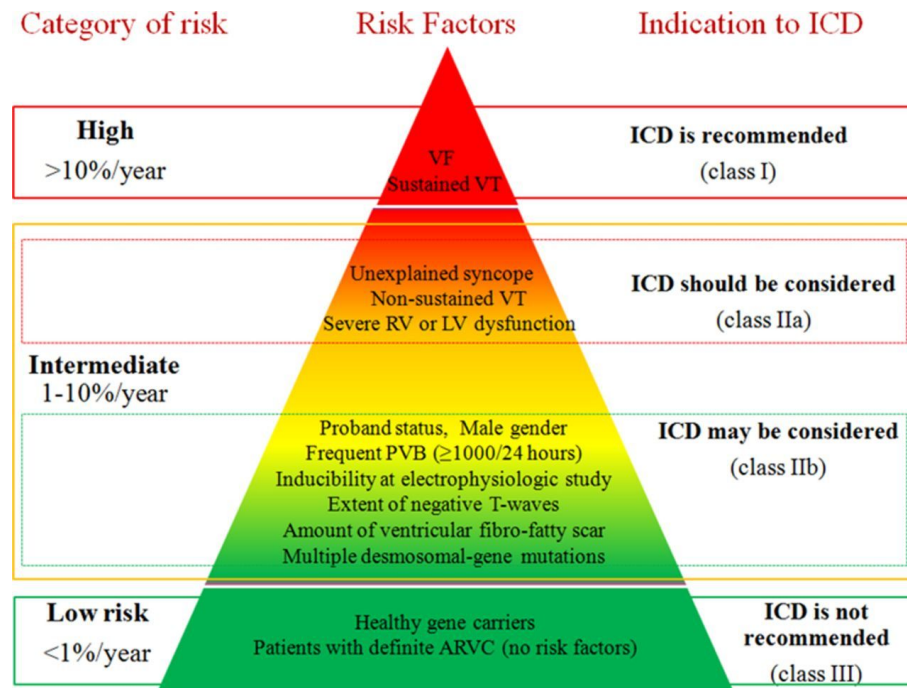 Category of risk
Risk Factors
Indication to ICD
High
>10%/year
VF
Sustained VT
ICD is recommended
(class I)
Unexplained syncope
Non-sustained VT
Severe RV or LV dysfunction
ICD should be considered
(class IIa)
Intermediate
1-10%/year
Proband status, Male gender
Frequent PVB (≥1000/24 hours)
Inducibility at electrophysiologic study
Extent of negative T-waves
Amount of ventricular fibro-fatty scar
Multiple desmosomal-gene mutations
ICD may be considered
(class IIb)
Low risk
<1%/year
Healthy gene carriers
Patients with definite ARVC (no risk factors)
ICD is not
recommended
(class III)